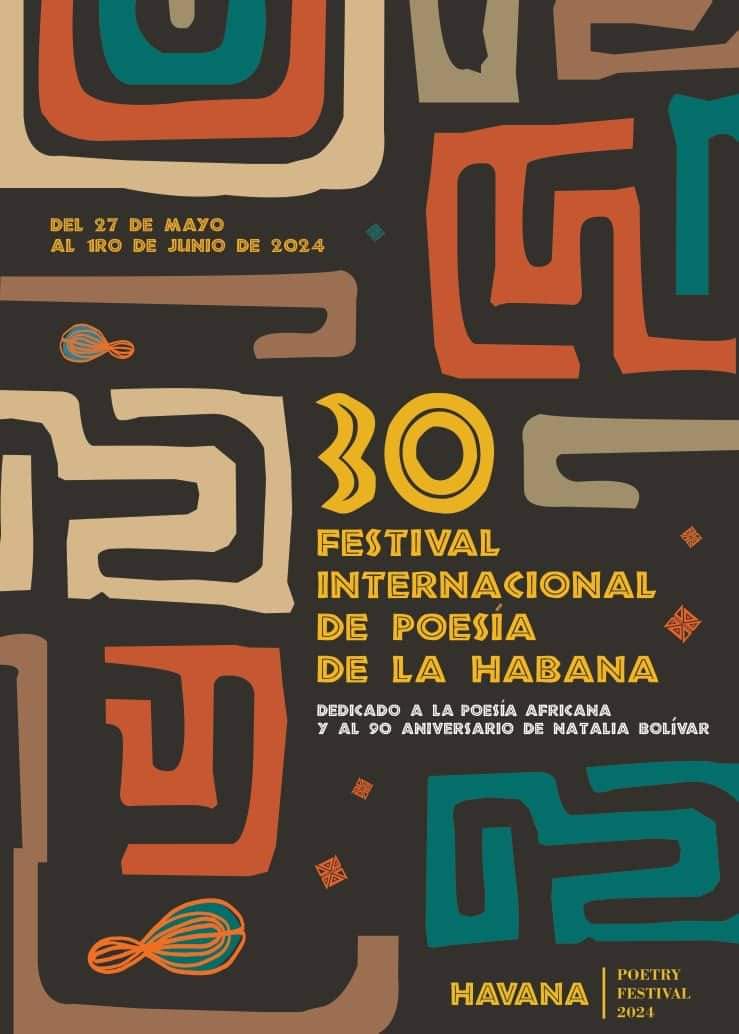 DEL 27 DE MAYO
AL 1RO DE JUNIO DE 2024
30
FESTIVAL
INTERNACIONAL
DE POESÍA
DE LA HABANA
DEDICADO A LA POESÍA AFRICANA
Y AL 90 ANIVERSARIO DE NATALIA BOLÍVAR
HAVANA
POETRY
FESTIVAL
2024